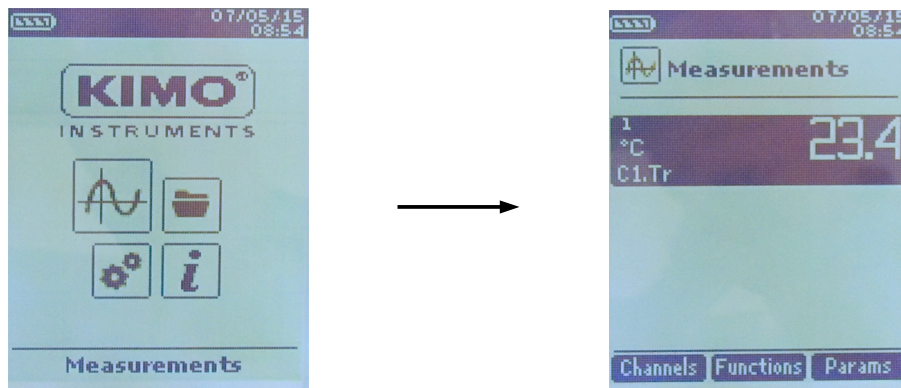 07/05/15
08:54
KIMO®
INSTRUMENTS
i
Measurements
07/05/15
08:54
Measurements
1
23.4
°C
C1.Tr
Channels Functions Params